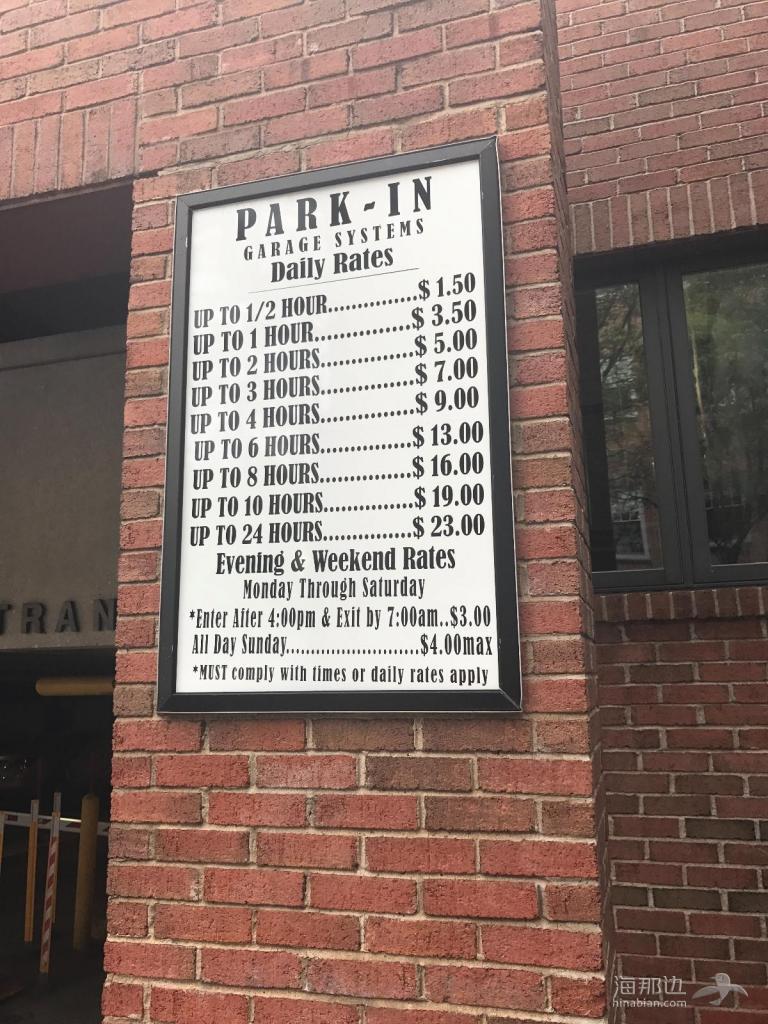 PARK-IN
GARAGE SYSTEMS
Daily Rates
UP TO 1/2 HOUR...............$ 1.50
UP TO 1 HOUR................$ 3.50
UP TO 2 HOURS................$ 5.00
UP TO 3 HOURS................$ 7.00
UP TO 4 HOURS................$ 9.00
UP TO 6 HOURS................$ 13.00
UP TO 8 HOURS................$ 16.00
UP TO 10 HOURS...............$ 19.00
UP TO 24 HOURS...............$ 23.00
Evening & Weekend Rates
Monday Through Saturday
*Enter After 4:00pm & Exit by 7:00am..$3.00
All Day Sunday..........................$4.00max
*MUST comply with times or daily rates apply
TRAN
海那边
hinabian.com